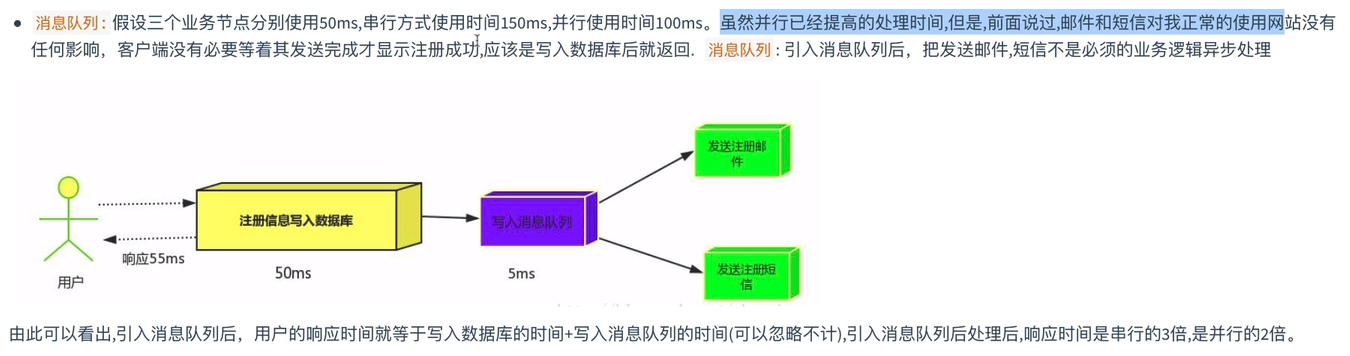 消息队列：假设三个业务节点分别使用50ms,串行方式使用时间150ms,并行使用时间100ms。虽然并行已经提高的处理时间,但是,前面说过,邮件和短信对我正常的使用网站没有
任何影响，客户端没有必要等着其发送完成才显示注册成功,应该是写入数据库后就返回. 消息队列: 引入消息队列后，把发送邮件,短信不是必须的业务逻辑异步处理
发送注册邮
件
注册信息写入数据库
写入消息队列
响应55ms
用户
50ms
5ms
发送注册短
信
由此可以看出,引入消息队列后，用户的响应时间就等于写入数据库的时间+写入消息队列的时间(可以忽略不计),引入消息队列后处理后,响应时间是串行的3倍,是并行的2倍。